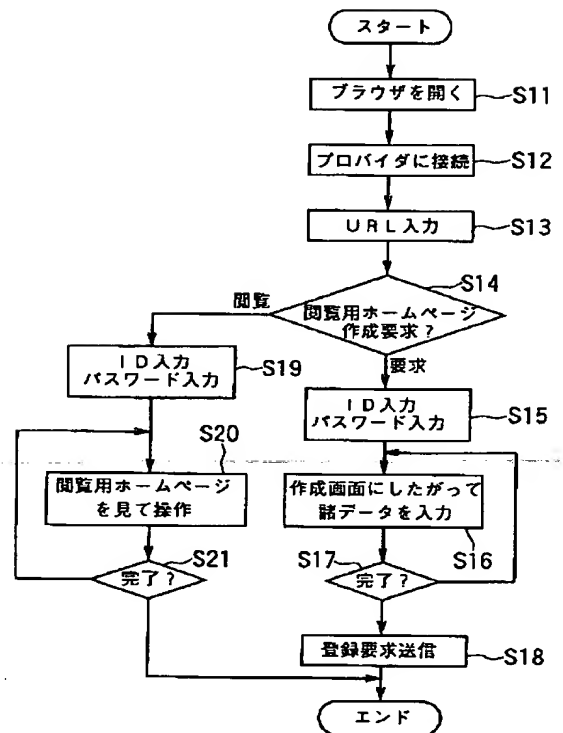 スタート
ブラウザを開く
S11
プロバイダに接続
S12
URL入力
S13
S14
閲覧
閲覧用ホームページ
作成要求?
要求
ID入力
パスワード入力
S19
ID入力
パスワード入力
S15
S20
閲覧用ホームページ
を見て操作
作成画面にしたがって
諸データを入力
S16
S21
完了?
S17
完了?
登録要求送信
S18
エンド